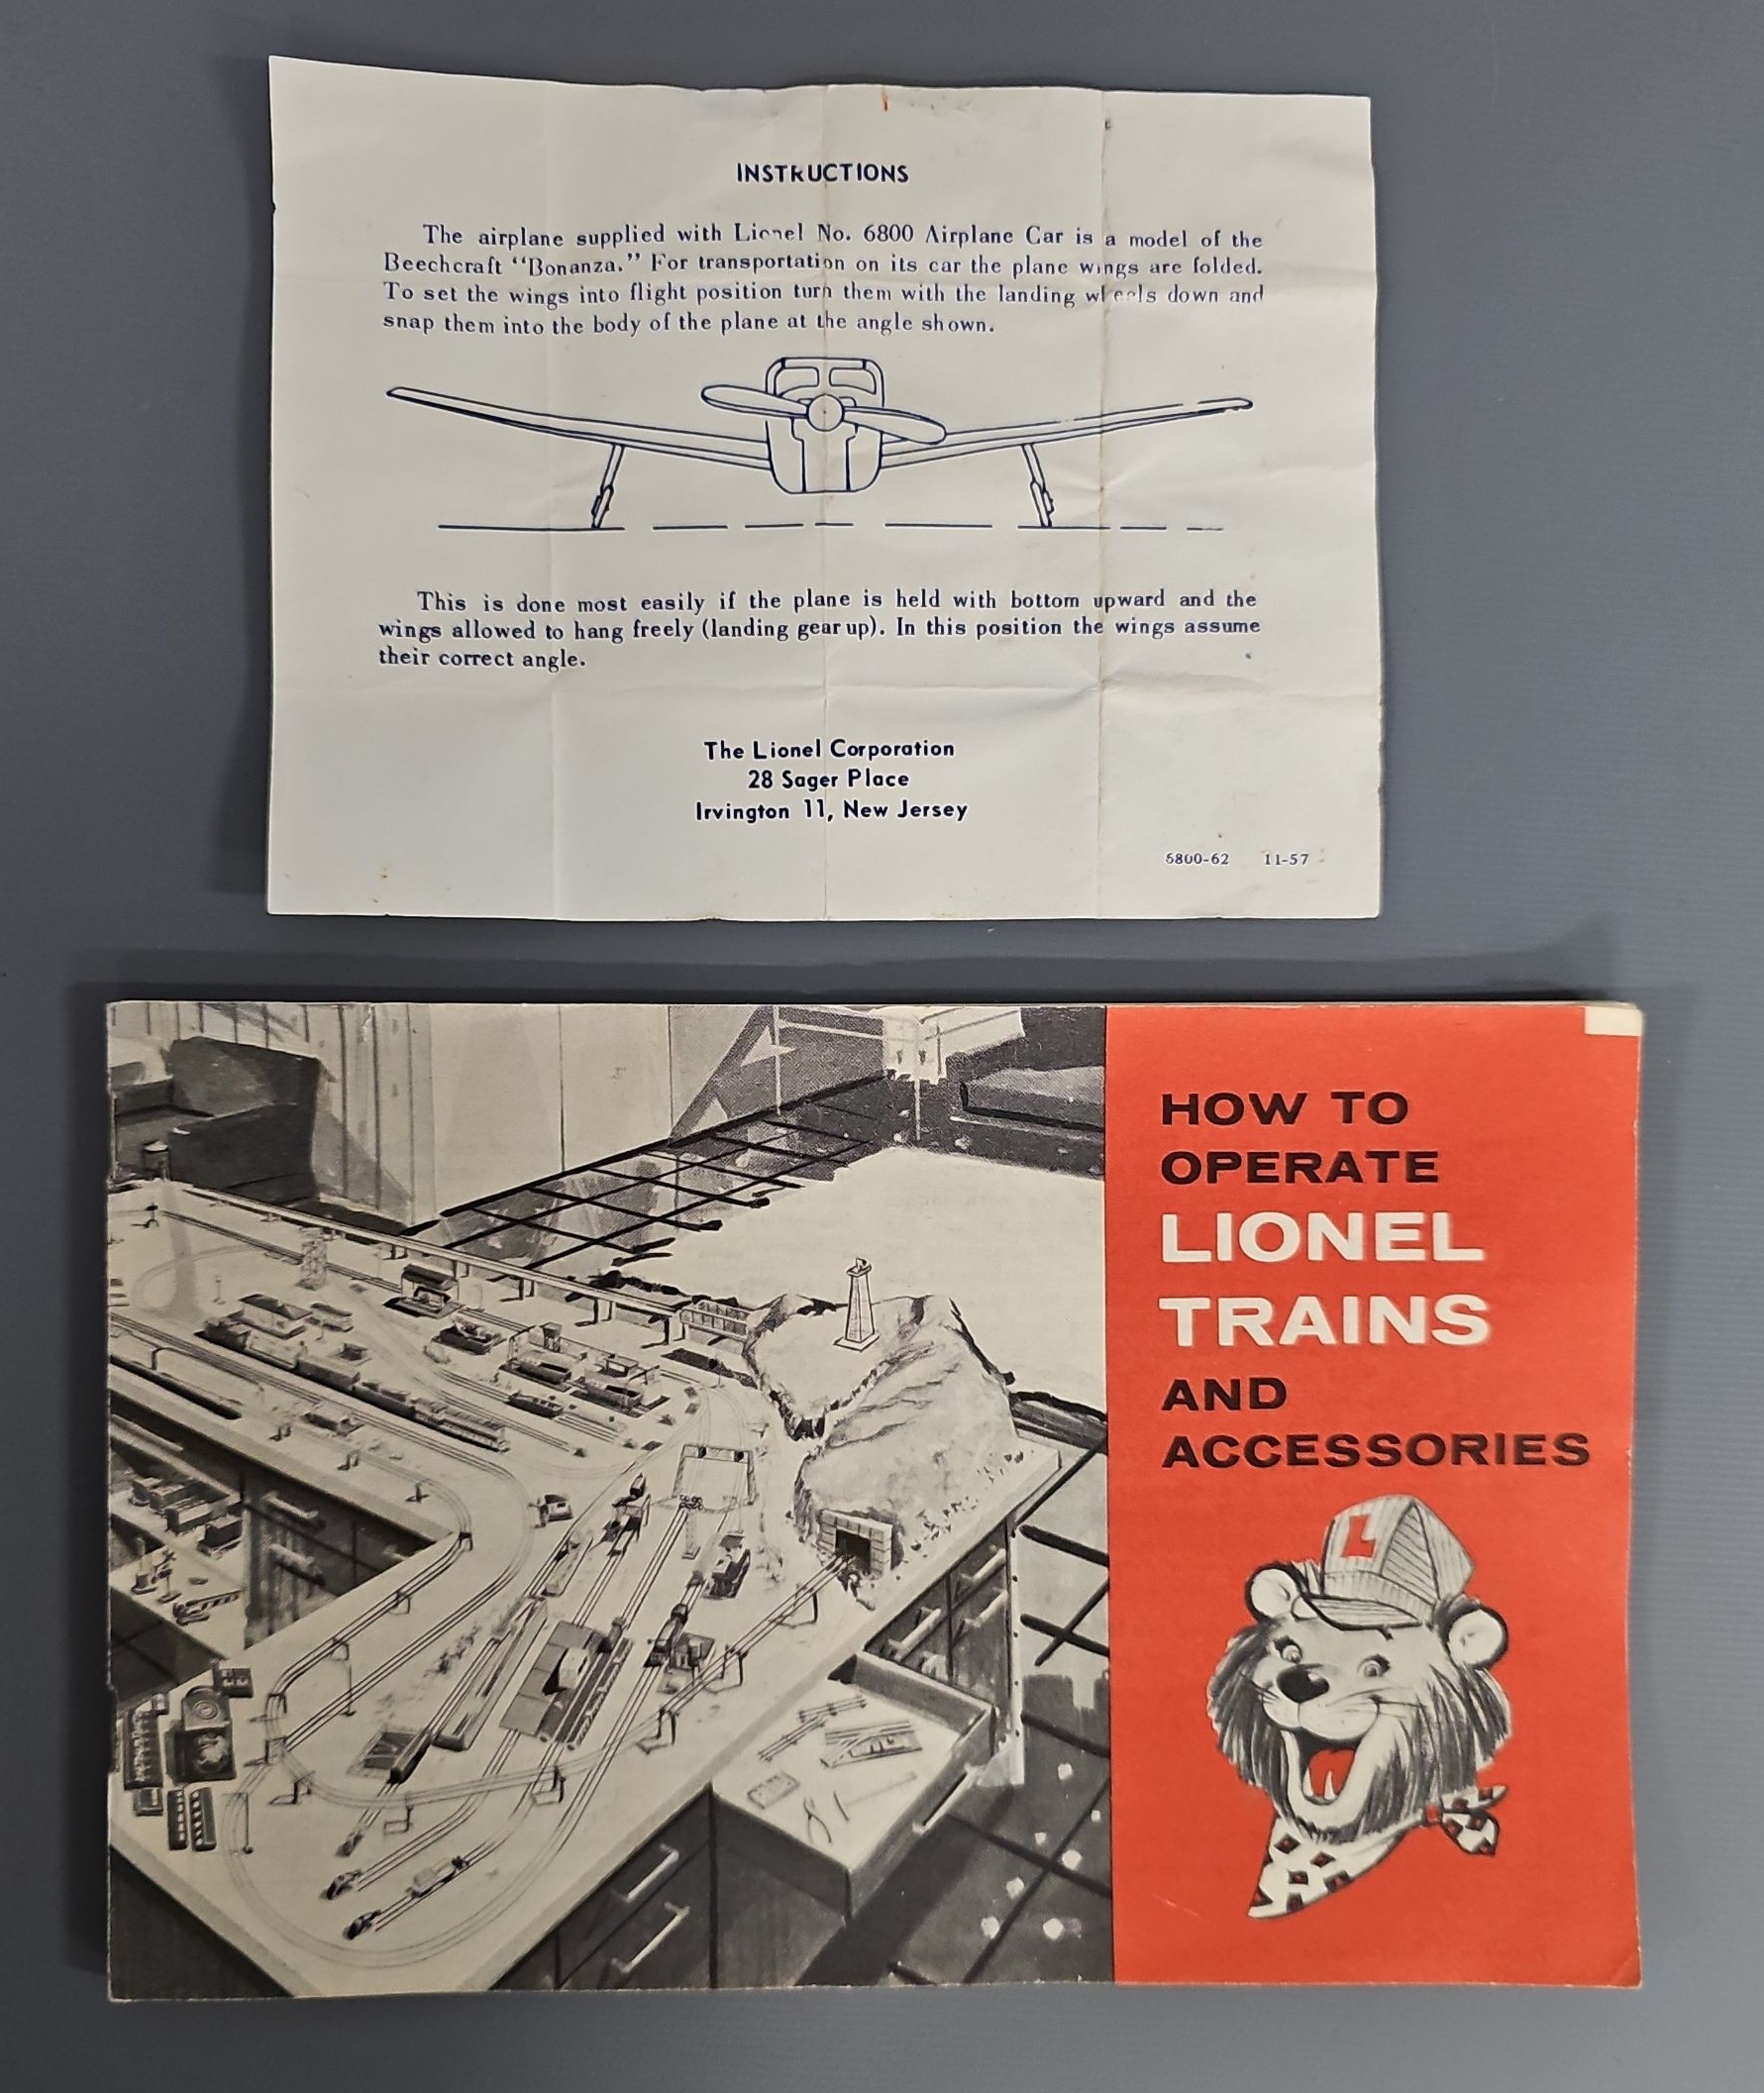 INSTRUCTIONS
The airplane supplied with Lionel No. 6800 Airplane Car is a model of the
Beechcraft "Bonanza." For transportation on its car the plane wings are folded.
To set the wings into flight position turn them with the landing wheels down and
snap them into the body of the plane at the angle shown.
This is done most easily if the plane is held with bottom upward and the
wings allowed to hang freely (landing gear up). In this position the wings assume
their correct angle.
The Lionel Corporation
28 Sager Place
Irvington 11, New Jersey
6800-62 11-57
HOW TO
OPERATE
LIONEL
TRAINS
AND
ACCESSORIES
L